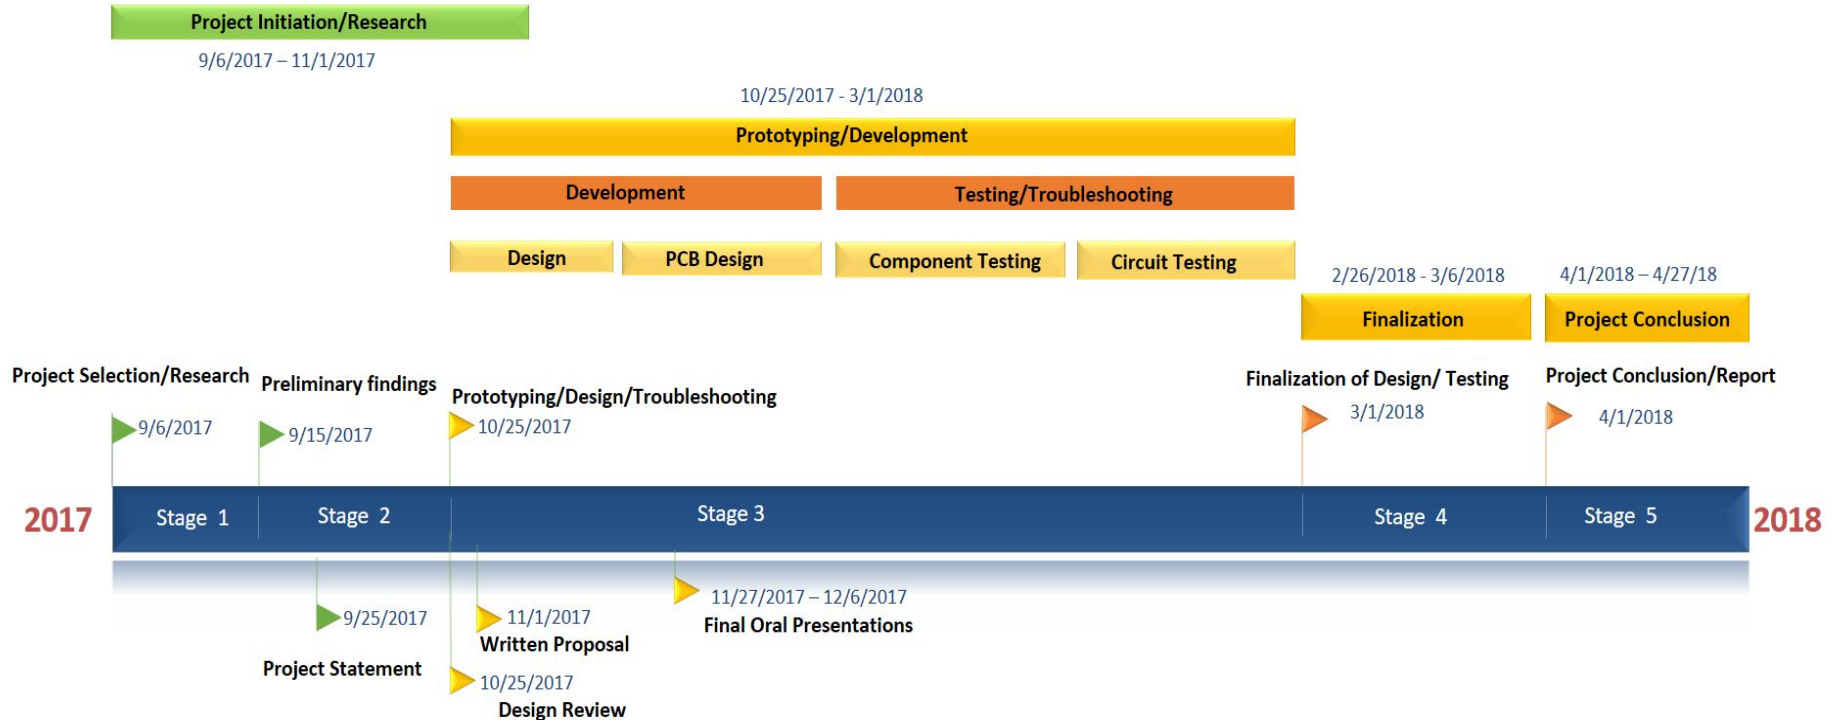 Project Initiation/Research
9/6/2017 – 11/1/2017
10/25/2017 - 3/1/2018
Prototyping/Development
Development
Testing/Troubleshooting
Design
PCB Design
Component Testing
Circuit Testing
2/26/2018 - 3/6/2018
4/1/2018 – 4/27/18
Finalization
Project Conclusion
Project Selection/Research
9/6/2017
Preliminary findings
9/15/2017
Prototyping/Design/Troubleshooting
10/25/2017
Finalization of Design/ Testing
3/1/2018
Project Conclusion/Report
4/1/2018
2017
Stage 1
Stage 2
Stage 3
Stage 4
Stage 5
2018
9/25/2017
Project Statement
11/1/2017
Written Proposal
10/25/2017
Design Review
11/27/2017 – 12/6/2017
Final Oral Presentations